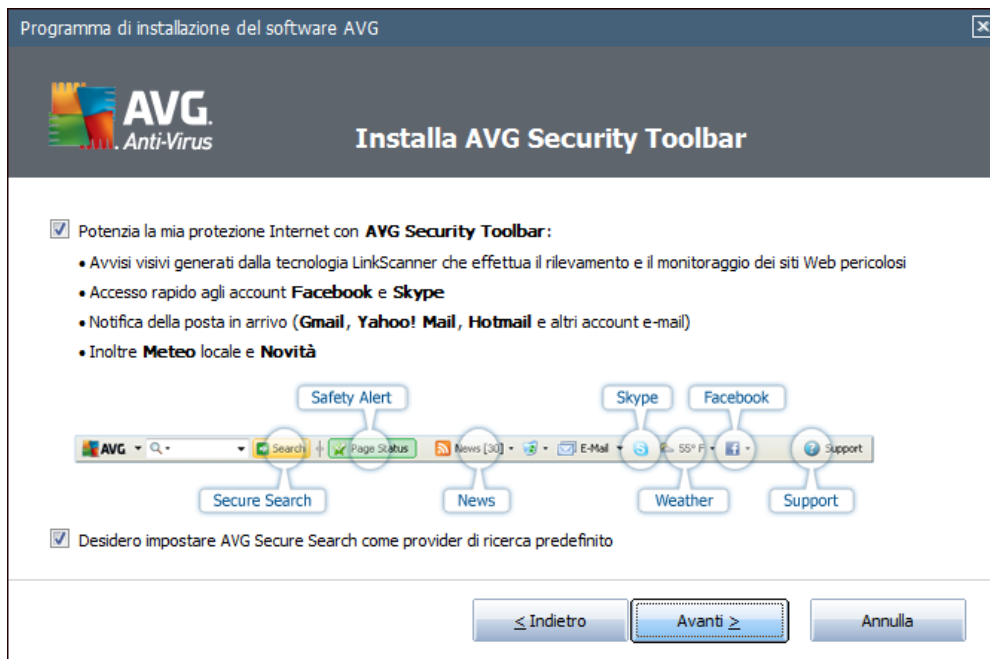 Programma di installazione del software AVG
AVG.
Anti-Virus
Installa AVG Security Toolbar
Potenzia la mia protezione Internet con AVG Security Toolbar:
• Avvisi visivi generati dalla tecnologia LinkScanner che effettua il rilevamento e il monitoraggio dei siti Web pericolosi
• Accesso rapido agli account Facebook e Skype
• Notifica della posta in arrivo (Gmail, Yahoo! Mail, Hotmail e altri account e-mail)
• Inoltre Meteo locale e Novità
Safety Alert Skype Facebook
AVG Search Page Status News [30] E-Mail 55° F Support
Secure Search News Weather Support
Desidero impostare AVG Secure Search come provider di ricerca predefinito
< Indietro Avanti > Annulla